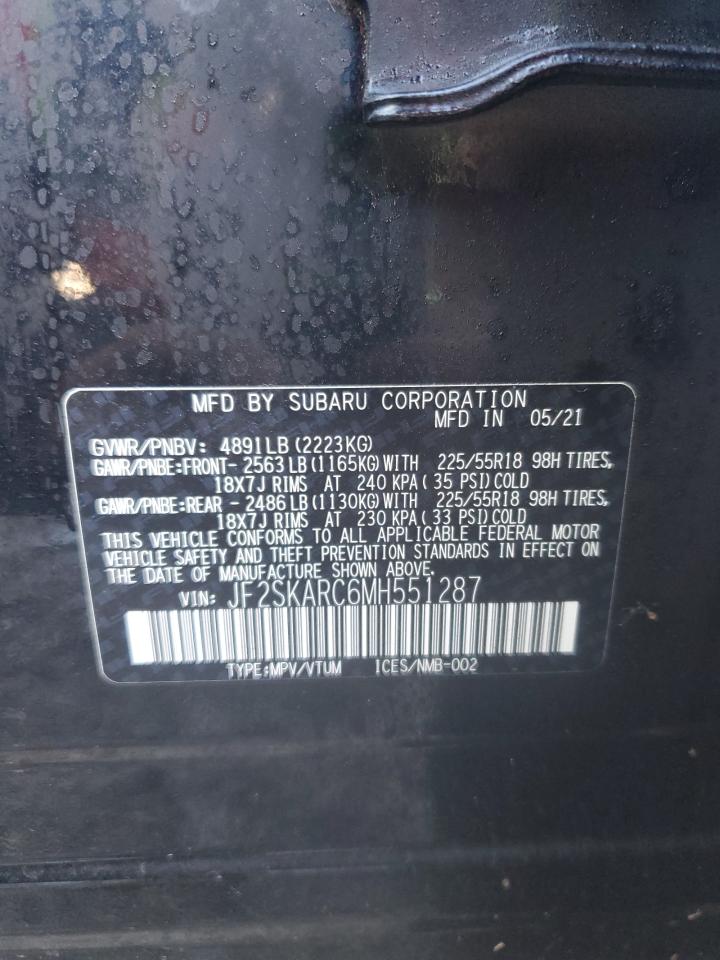 MFD BY SUBARU CORPORATION
MFD IN 05/21
GVWR/PNBV: 4891LB(2223KG)
GAWR/PNBE:FRONT- 2563LB(1165KG)WITH 225/55R18 98H TIRES,
18X7J RIMS AT 240 KPA( 35 PSI)COLD
GAWR/PNBE:REAR - 2486LB(1130KG)WITH 225/55R18 98H TIRES,
18X7J RIMS AT 230 KPA( 33 PSI)COLD
THIS VEHICLE CONFORMS TO ALL APPLICABLE FEDERAL MOTOR
VEHICLE SAFETY AND THEFT PREVENTION STANDARDS IN EFFECT ON
THE DATE OF MANUFACTURE SHOWN ABOVE.
VIN: JF2SKARC6MH551287
TYPE:MPV/VTUM ICES/NMB-002